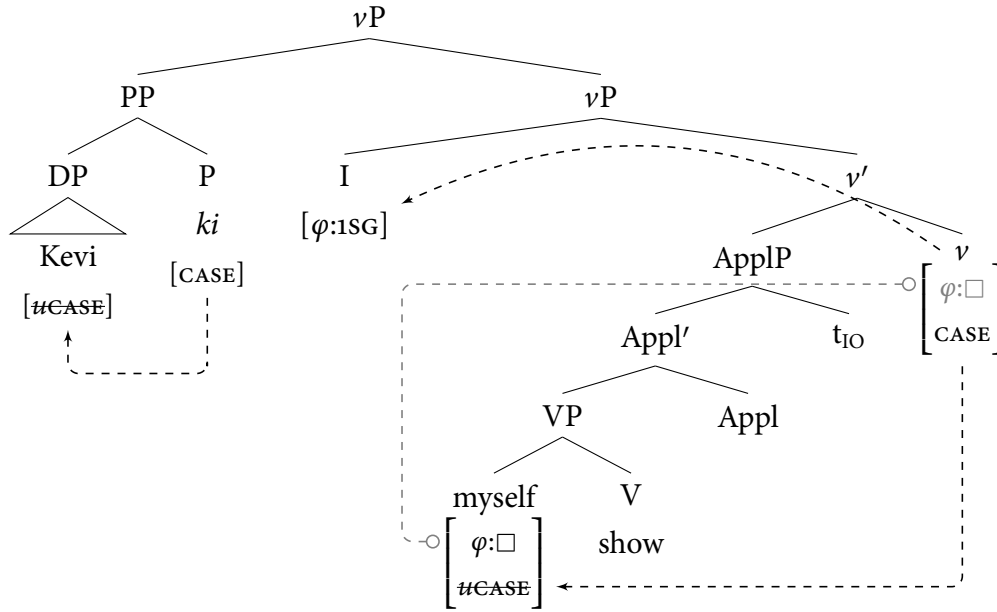 vP
PP vP
DP P I v′
Kevi ki [φ:1SG] ApplP v
[uCASE] [CASE] [φ:□
CASE]
Appl′ t_IO
VP Appl
myself V
[φ:□ show
uCASE]